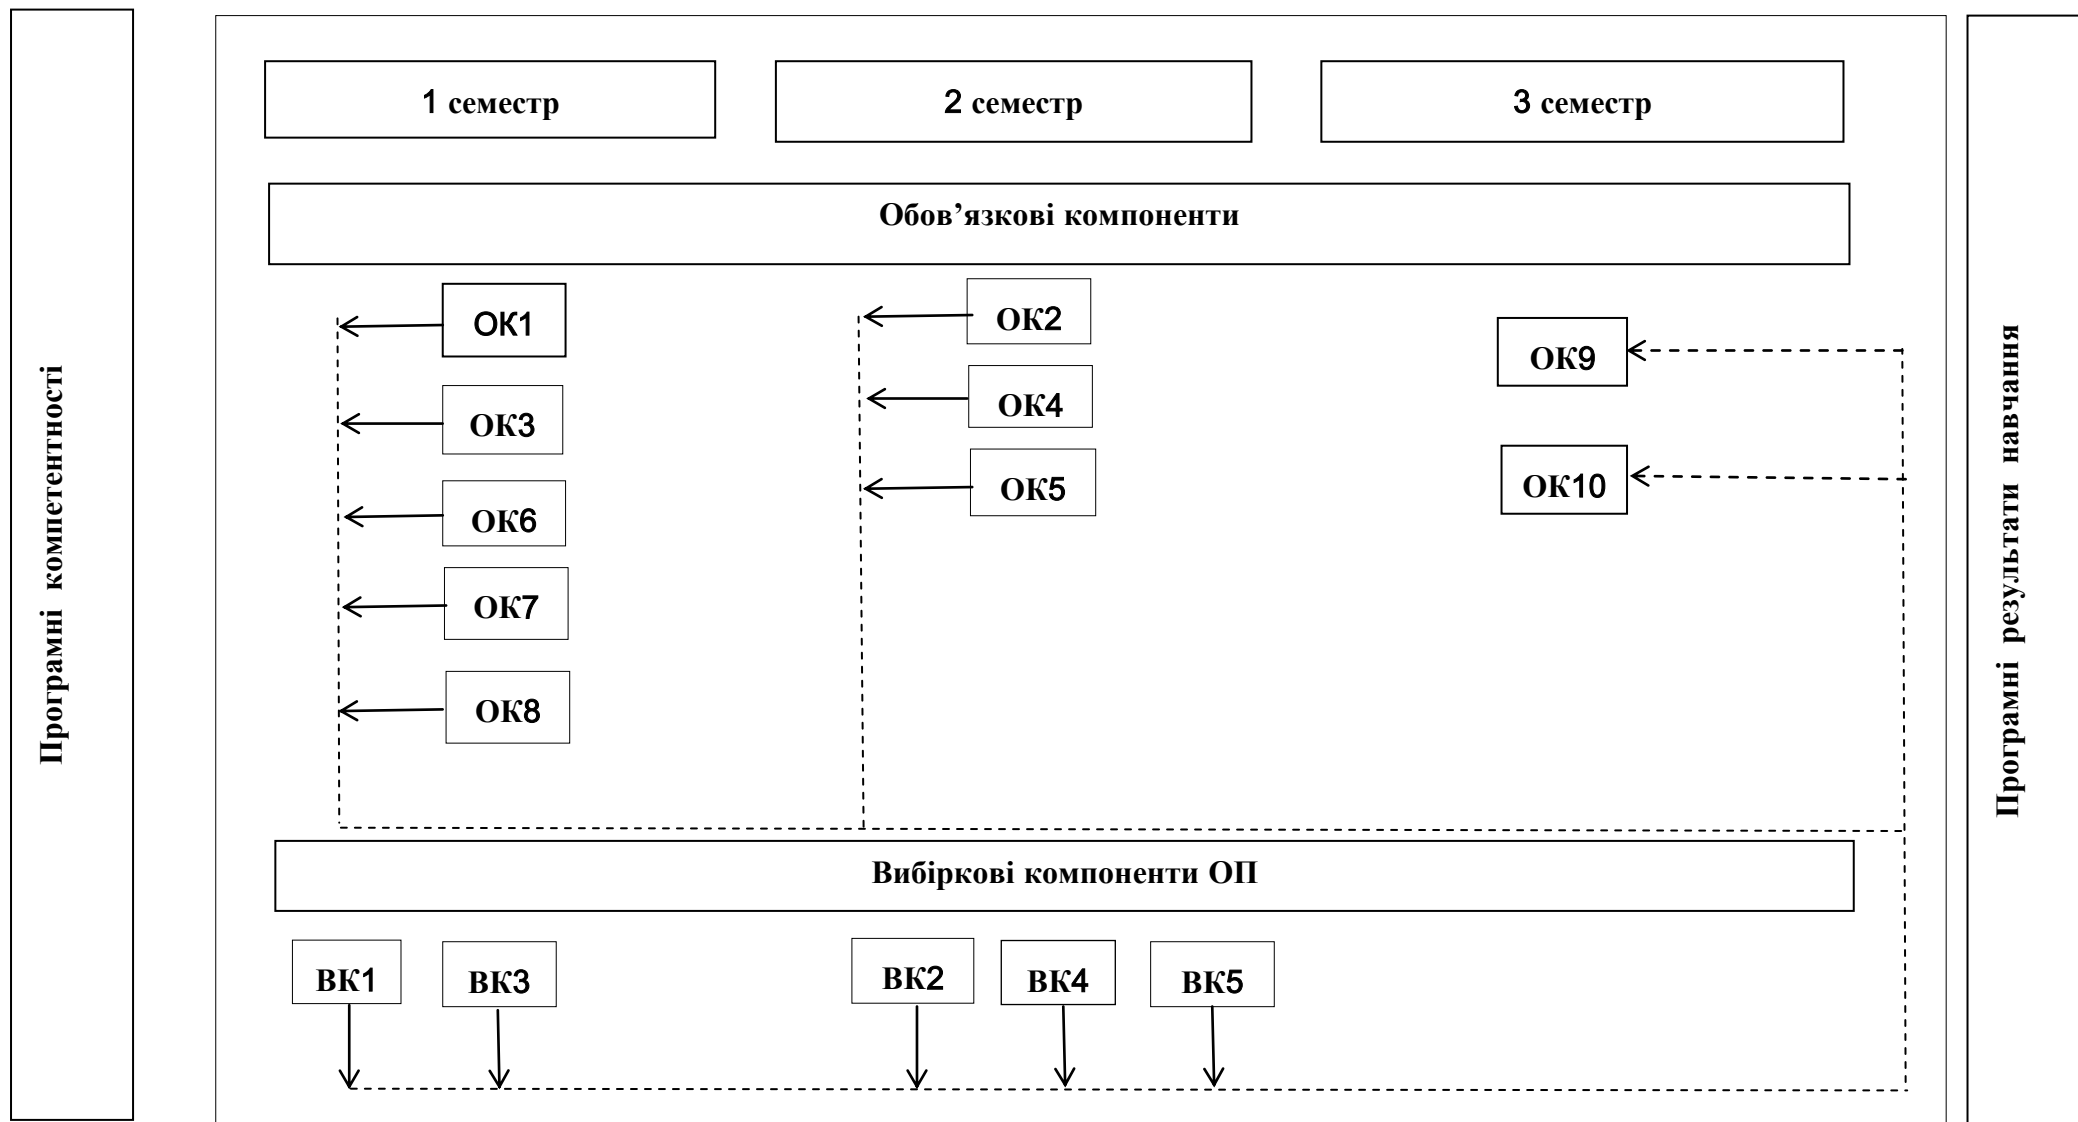 Програмні компетентності
1 семестр
2 семестр
3 семестр
Обов’язкові компоненти
ОК1
ОК2
ОК9
ОК3
ОК4
ОК10
ОК6
ОК5
ОК7
ОК8
Вибіркові компоненти ОП
ВК1
ВК3
ВК2
ВК4
ВК5
Програмні результати навчання